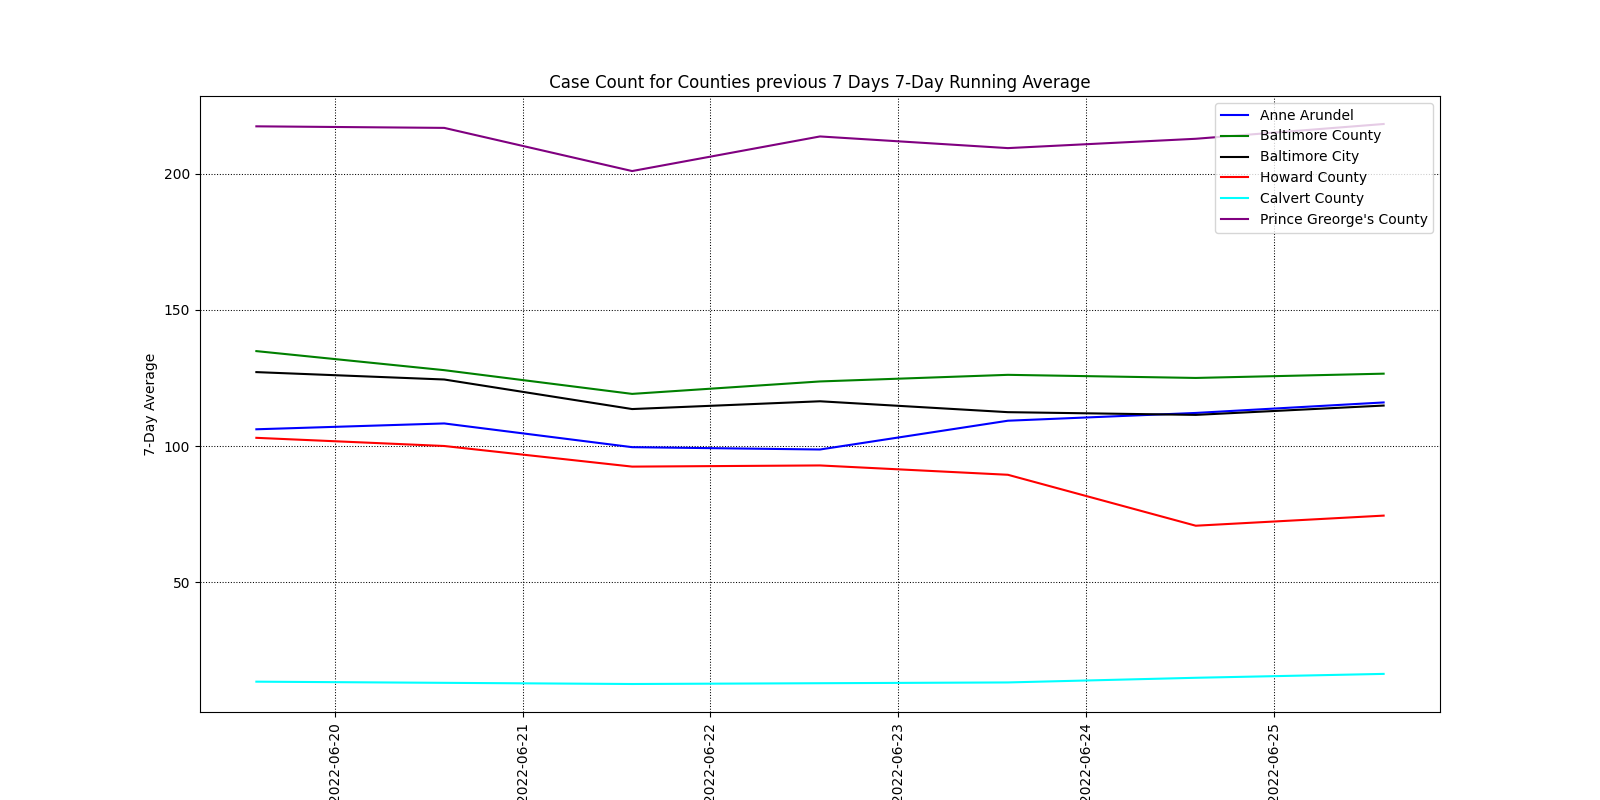 Case Count for Counties previous 7 Days 7-Day Running Average
Anne Arundel
Baltimore County
Baltimore City
Howard County
Calvert County
Prince Greorge's County
200
150
100
50
7-Day Average
2022-06-20
2022-06-21
2022-06-22
2022-06-23
2022-06-24
2022-06-25